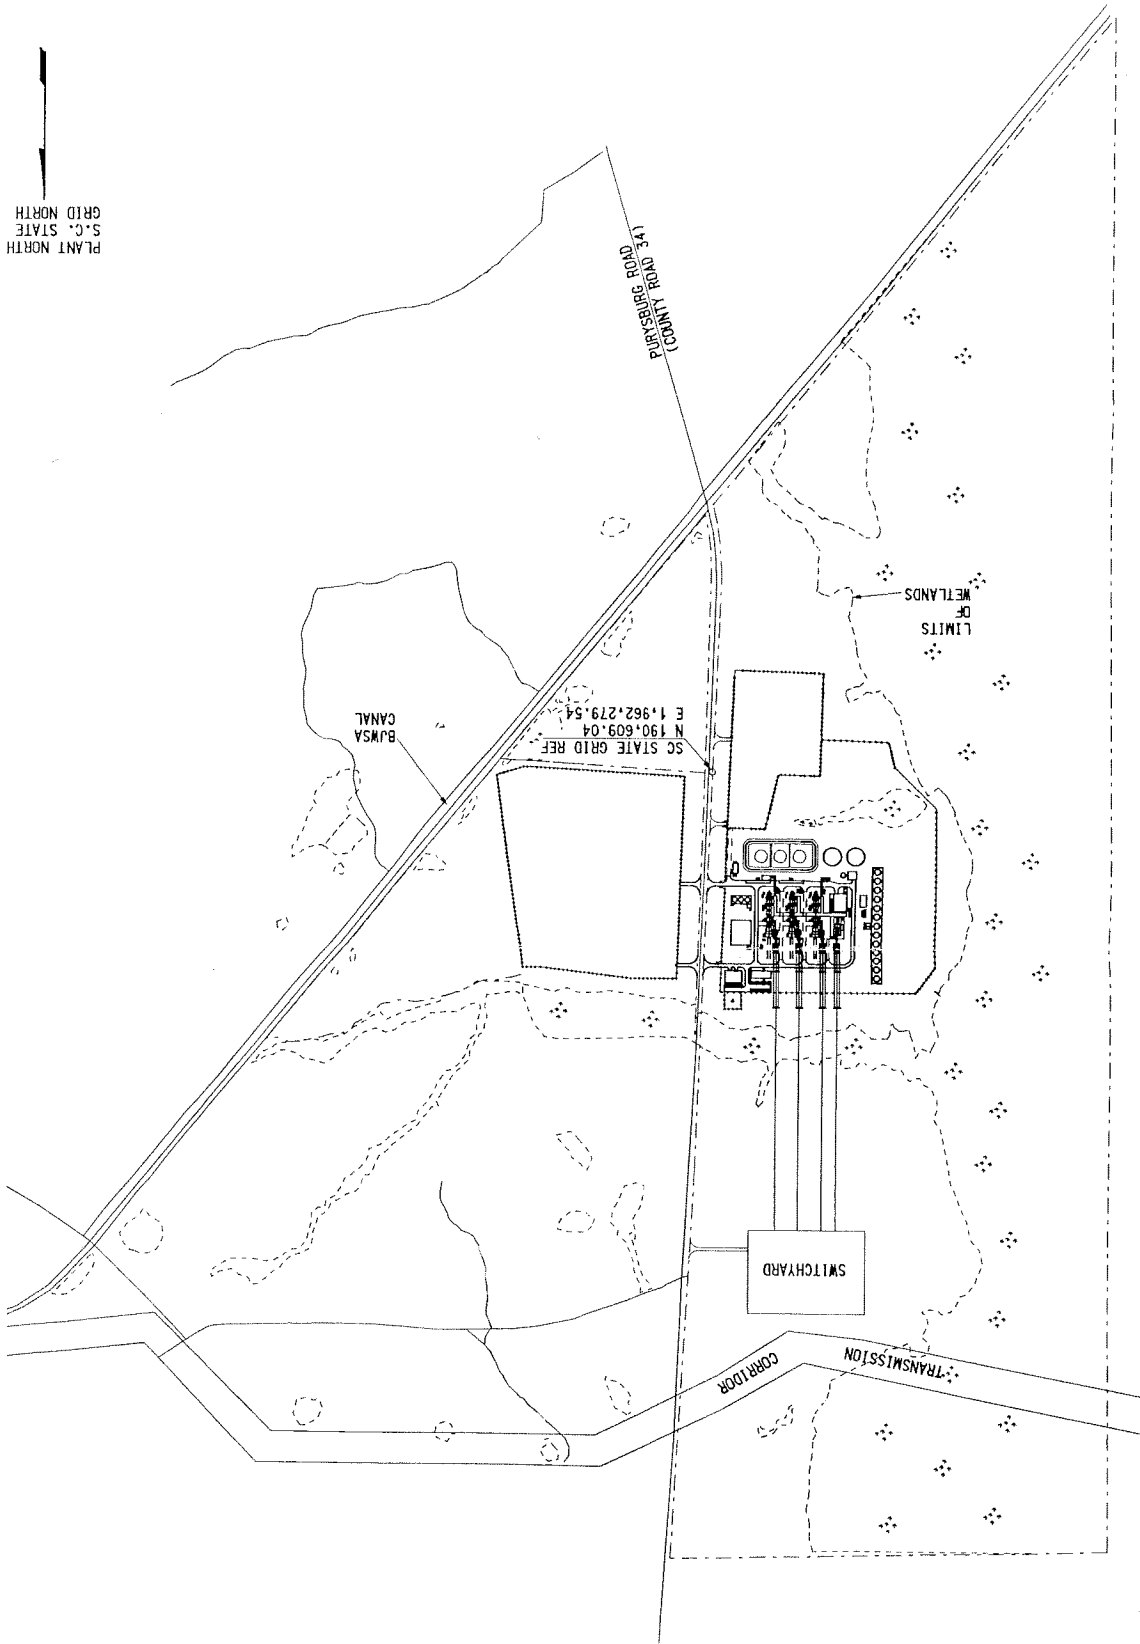 TRANSMISSION
CORRIDOR
SWITCHYARD
SC STATE GRID REF
N 190,609.04
E 1,962,279.54
BJWSA
CANAL
LIMITS
OF
WETLANDS
PURYSBURG ROAD
(COUNTY ROAD 34)
PLANT NORTH
S.C. STATE
GRID NORTH